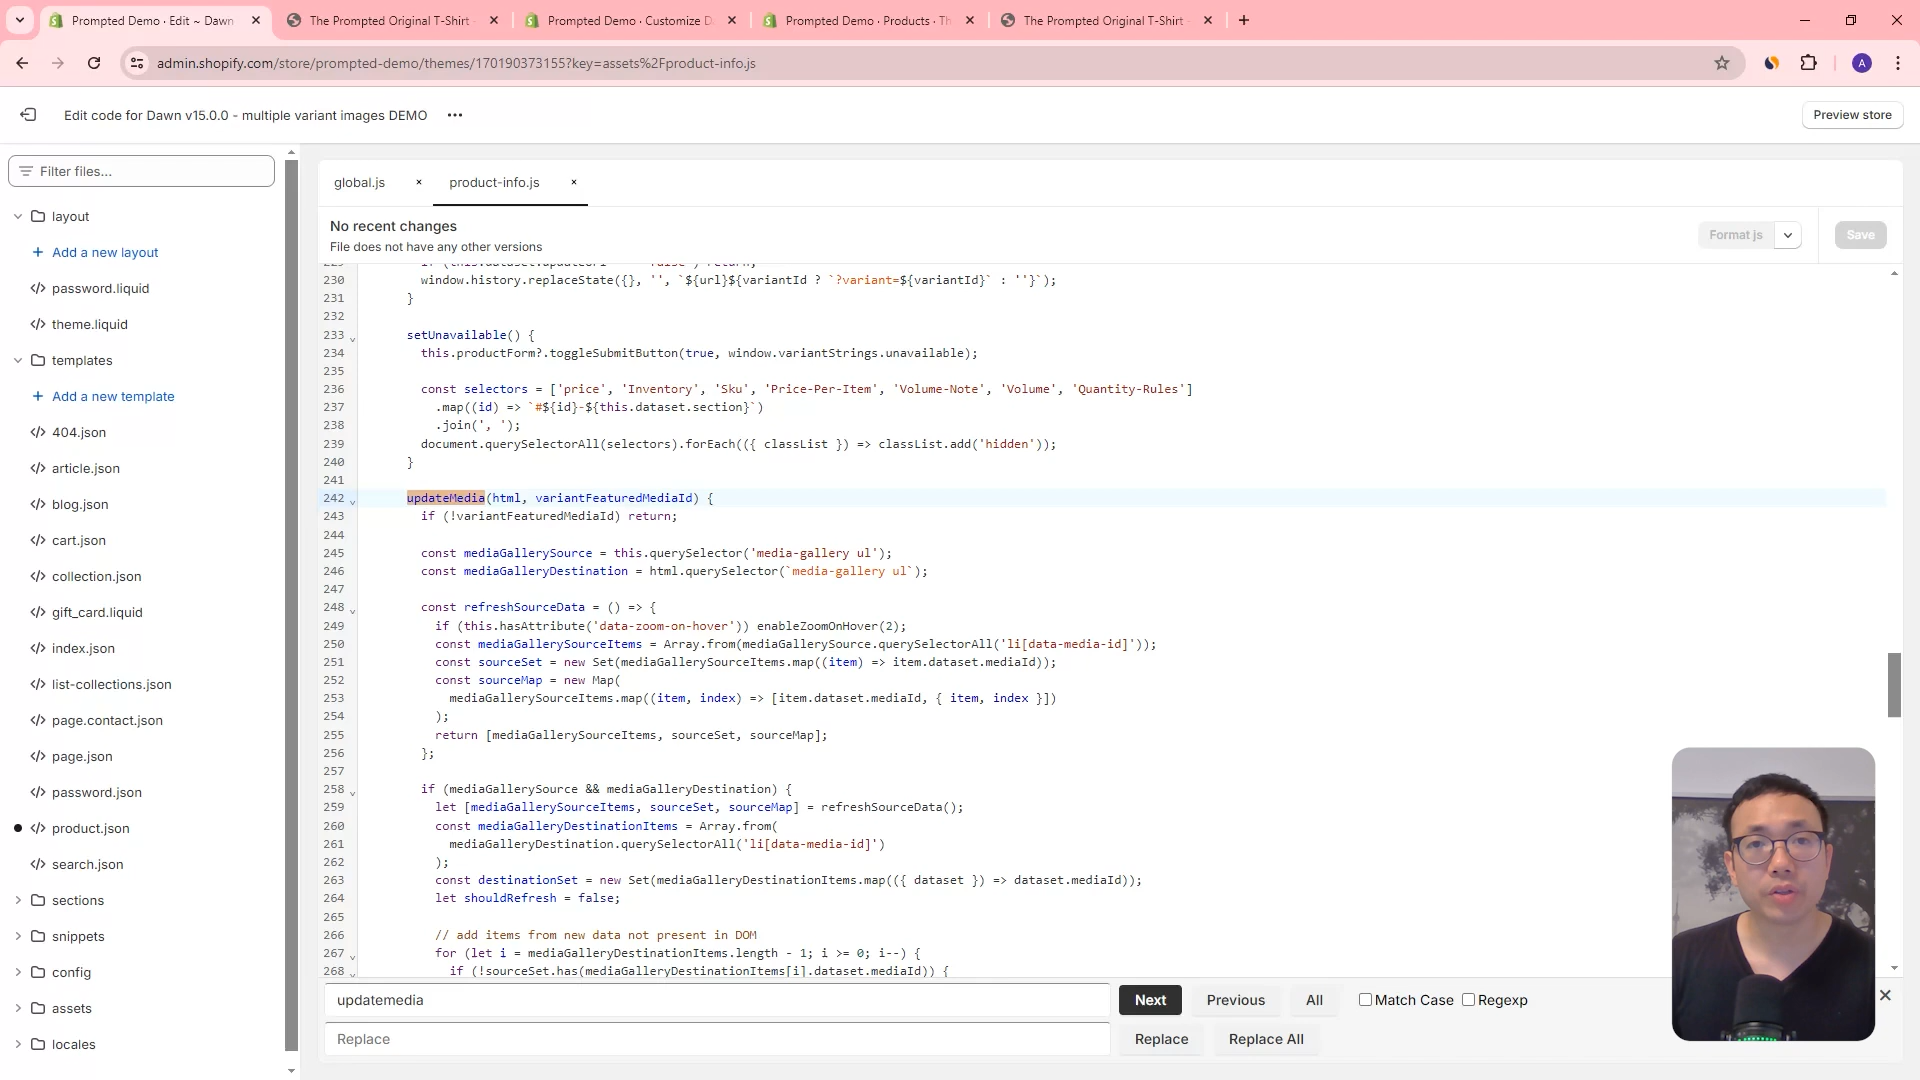 Prompted Demo · Edit ~ Dawn
The Prompted Original T-Shirt
Prompted Demo · Customize D
Prompted Demo · Products · Th
The Prompted Original T-Shirt
admin.shopify.com/store/prompted-demo/themes/170190373155?key=assets%2Fproduct-info.js
A
Edit code for Dawn v15.0.0 - multiple variant images DEMO
Preview store
Filter files...
layout
Add a new layout
password.liquid
theme.liquid
templates
Add a new template
404.json
article.json
blog.json
cart.json
collection.json
gift_card.liquid
index.json
list-collections.json
page.contact.json
page.json
password.json
product.json
search.json
sections
snippets
config
assets
locales
global.js
product-info.js
No recent changes
File does not have any other versions
Format js
Save
230 window.history.replaceState({}, '', `${url}${variantId ? `?variant=${variantId}` : ''}`);
231 }
232
233 setUnavailable() {
234 this.productForm?.toggleSubmitButton(true, window.variantStrings.unavailable);
235
236 const selectors = ['price', 'Inventory', 'Sku', 'Price-Per-Item', 'Volume-Note', 'Volume', 'Quantity-Rules']
237 .map((id) => `#${id}-${this.dataset.section}`)
238 .join(', ');
239 document.querySelectorAll(selectors).forEach(({ classList }) => classList.add('hidden'));
240 }
241
242 updateMedia(html, variantFeaturedMediaId) {
243 if (!variantFeaturedMediaId) return;
244
245 const mediaGallerySource = this.querySelector('media-gallery ul');
246 const mediaGalleryDestination = html.querySelector(`media-gallery ul`);
247
248 const refreshSourceData = () => {
249 if (this.hasAttribute('data-zoom-on-hover')) enableZoomOnHover(2);
250 const mediaGallerySourceItems = Array.from(mediaGallerySource.querySelectorAll('li[data-media-id]'));
251 const sourceSet = new Set(mediaGallerySourceItems.map((item) => item.dataset.mediaId));
252 const sourceMap = new Map(
253 mediaGallerySourceItems.map((item, index) => [item.dataset.mediaId, { item, index }])
254 );
255 return [mediaGallerySourceItems, sourceSet, sourceMap];
256 };
257
258 if (mediaGallerySource && mediaGalleryDestination) {
259 let [mediaGallerySourceItems, sourceSet, sourceMap] = refreshSourceData();
260 const mediaGalleryDestinationItems = Array.from(
261 mediaGalleryDestination.querySelectorAll('li[data-media-id]')
262 );
263 const destinationSet = new Set(mediaGalleryDestinationItems.map(({ dataset }) => dataset.mediaId));
264 let shouldRefresh = false;
265
266 // add items from new data not present in DOM
267 for (let i = mediaGalleryDestinationItems.length - 1; i >= 0; i--) {
268 if (!sourceSet.has(mediaGalleryDestinationItems[i].dataset.mediaId)) {
updatemedia
Next
Previous
All
Match Case
Regexp
Replace
Replace
Replace All